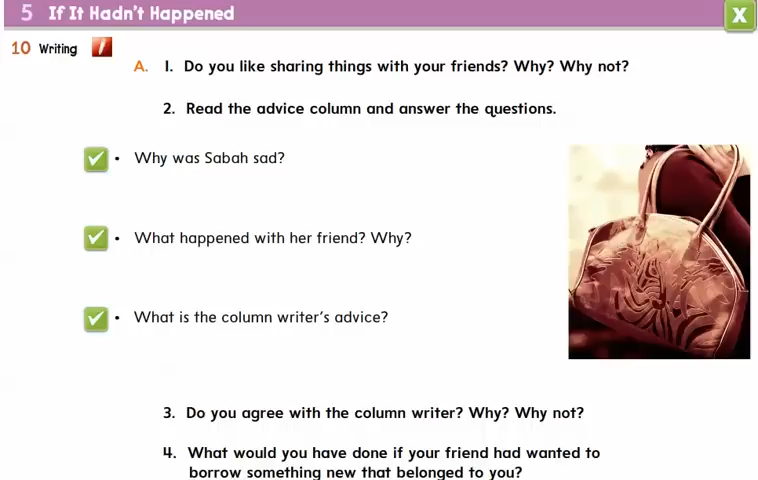 5 If It Hadn't Happened
X
10 Writing
A. 1. Do you like sharing things with your friends? Why? Why not?
2. Read the advice column and answer the questions.
• Why was Sabah sad?
• What happened with her friend? Why?
• What is the column writer's advice?
3. Do you agree with the column writer? Why? Why not?
4. What would you have done if your friend had wanted to
borrow something new that belonged to you?